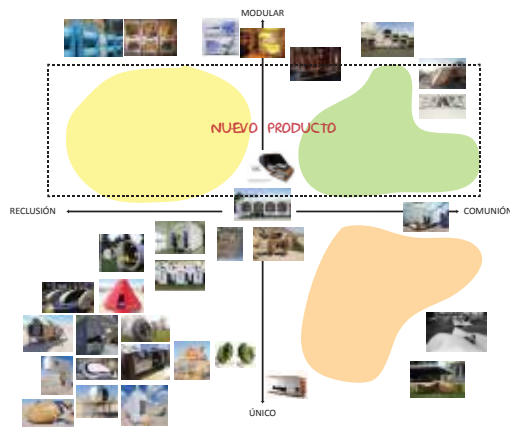 MODULAR
NUEVO PRODUCTO
RECLUSIÓN
COMUNIÓN
ÚNICO